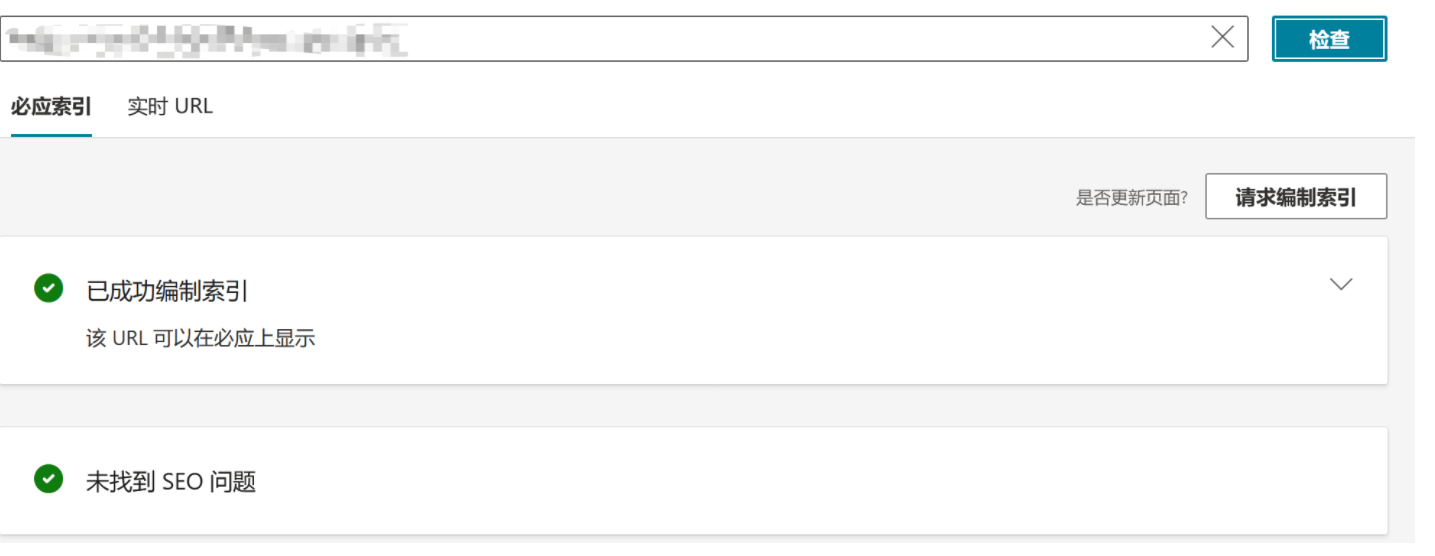 检查
必应索引 实时 URL
是否更新页面? 请求编制索引
已成功编制索引
该 URL 可以在必应上显示
未找到 SEO 问题